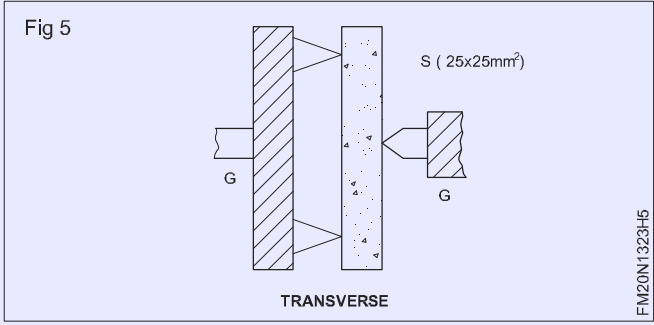 Fig 5
S ( 25x25mm²)
G
G
TRANSVERSE
FM20N1323H5